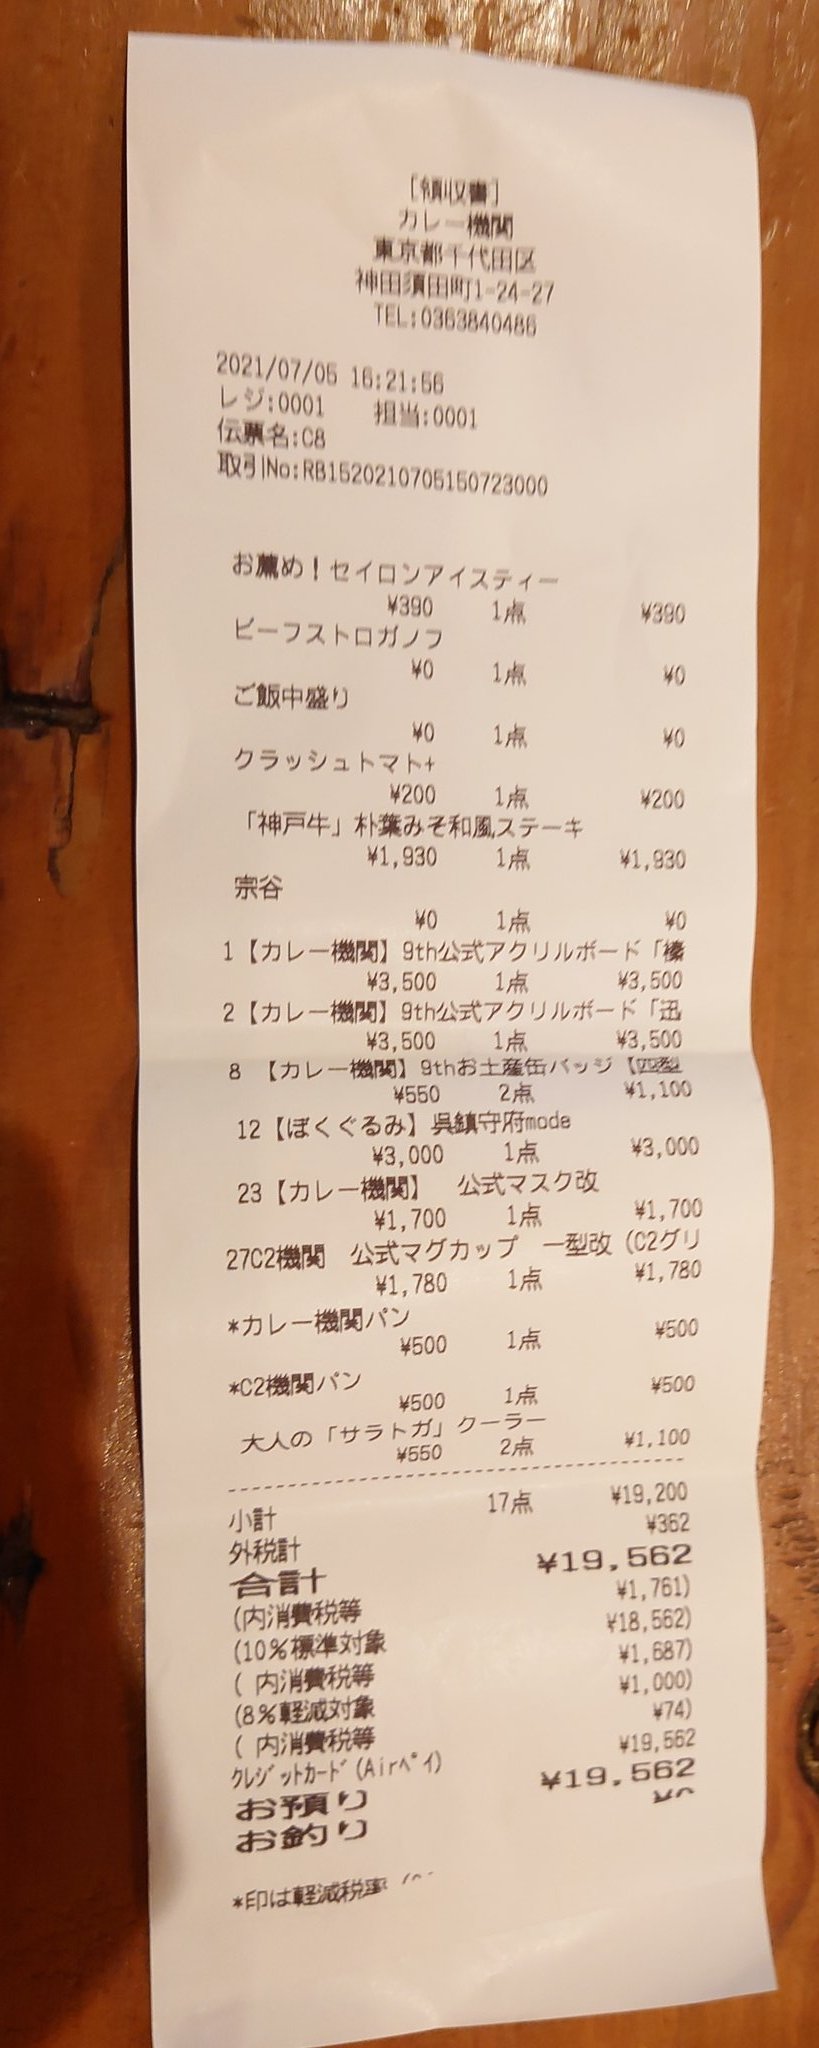 [領収書]
カレー機関
東京都千代田区
神田須田町1-24-27
TEL:0363840486
2021/07/05 16:21:56
レジ:0001 担当:0001
伝票名:C8
取引No:RB1520210705150723000
お薦め！セイロンアイスティー
¥390 1点 ¥390
ビーフストロガノフ
¥0 1点 ¥0
ご飯中盛り
¥0 1点 ¥0
クラッシュトマト+
¥200 1点 ¥200
「神戸牛」朴葉みそ和風ステーキ
¥1,930 1点 ¥1,930
宗谷
¥0 1点 ¥0
1【カレー機関】9th公式アクリルボード「榛
¥3,500 1点 ¥3,500
2【カレー機関】9th公式アクリルボード「迅
¥3,500 1点 ¥3,500
8 【カレー機関】9thお土産缶バッジ【四型
¥550 2点 ¥1,100
12【ぼくぐるみ】呉鎮守府mode
¥3,000 1点 ¥3,000
23【カレー機関】 公式マスク改
¥1,700 1点 ¥1,700
27C2機関 公式マグカップ 一型改（C2グリ
¥1,780 1点 ¥1,780
*カレー機関パン
¥500 1点 ¥500
*C2機関パン
¥500 1点 ¥500
大人の「サラトガ」クーラー
¥550 2点 ¥1,100
小計 17点 ¥19,200
外税計 ¥362
合計 ¥19,562
(内消費税等 ¥1,761)
(10%標準対象 ¥18,562)
( 内消費税等 ¥1,687)
(8%軽減対象 ¥1,000)
( 内消費税等 ¥74)
ｸﾚｼﾞｯﾄｶｰﾄﾞ(Airﾍﾟｲ) ¥19,562
お預り ¥19,562
お釣り ¥0
*印は軽減税率